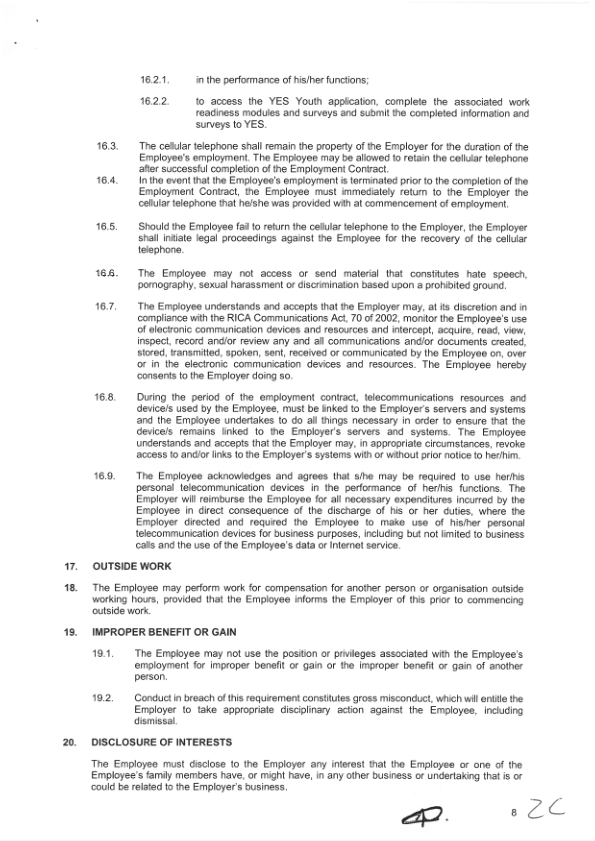 16.2.1. in the performance of his/her functions;
16.2.2. to access the YES Youth application, complete the associated work
readiness modules and surveys and submit the completed information and
surveys to YES.
16.3. The cellular telephone shall remain the property of the Employer for the duration of the
Employee's employment. The Employee may be allowed to retain the cellular telephone
after successful completion of the Employment Contract.
16.4. In the event that the Employee's employment is terminated prior to the completion of the
Employment Contract, the Employee must immediately return to the Employer the
cellular telephone that he/she was provided with at commencement of employment.
16.5. Should the Employee fail to return the cellular telephone to the Employer, the Employer
shall initiate legal proceedings against the Employee for the recovery of the cellular
telephone.
16.6. The Employee may not access or send material that constitutes hate speech,
pornography, sexual harassment or discrimination based upon a prohibited ground.
16.7. The Employee understands and accepts that the Employer may, at its discretion and in
compliance with the RICA Communications Act, 70 of 2002, monitor the Employee's use
of electronic communication devices and resources and intercept, acquire, read, view,
inspect, record and/or review any and all communications and/or documents created,
stored, transmitted, spoken, sent, received or communicated by the Employee on, over
or in the electronic communication devices and resources. The Employee hereby
consents to the Employer doing so.
16.8. During the period of the employment contract, telecommunications resources and
device/s used by the Employee, must be linked to the Employer's servers and systems
and the Employee undertakes to do all things necessary in order to ensure that the
device/s remains linked to the Employer's servers and systems. The Employee
understands and accepts that the Employer may, in appropriate circumstances, revoke
access to and/or links to the Employer's systems with or without prior notice to her/him.
16.9. The Employee acknowledges and agrees that s/he may be required to use her/his
personal telecommunication devices in the performance of her/his functions. The
Employer will reimburse the Employee for all necessary expenditures incurred by the
Employee in direct consequence of the discharge of his or her duties, where the
Employer directed and required the Employee to make use of his/her personal
telecommunication devices for business purposes, including but not limited to business
calls and the use of the Employee's data or Internet service.
17. OUTSIDE WORK
18. The Employee may perform work for compensation for another person or organisation outside
working hours, provided that the Employee informs the Employer of this prior to commencing
outside work.
19. IMPROPER BENEFIT OR GAIN
19.1. The Employee may not use the position or privileges associated with the Employee's
employment for improper benefit or gain or the improper benefit or gain of another
person.
19.2. Conduct in breach of this requirement constitutes gross misconduct, which will entitle the
Employer to take appropriate disciplinary action against the Employee, including
dismissal.
20. DISCLOSURE OF INTERESTS
The Employee must disclose to the Employer any interest that the Employee or one of the
Employee's family members have, or might have, in any other business or undertaking that is or
could be related to the Employer's business.
8 ZC